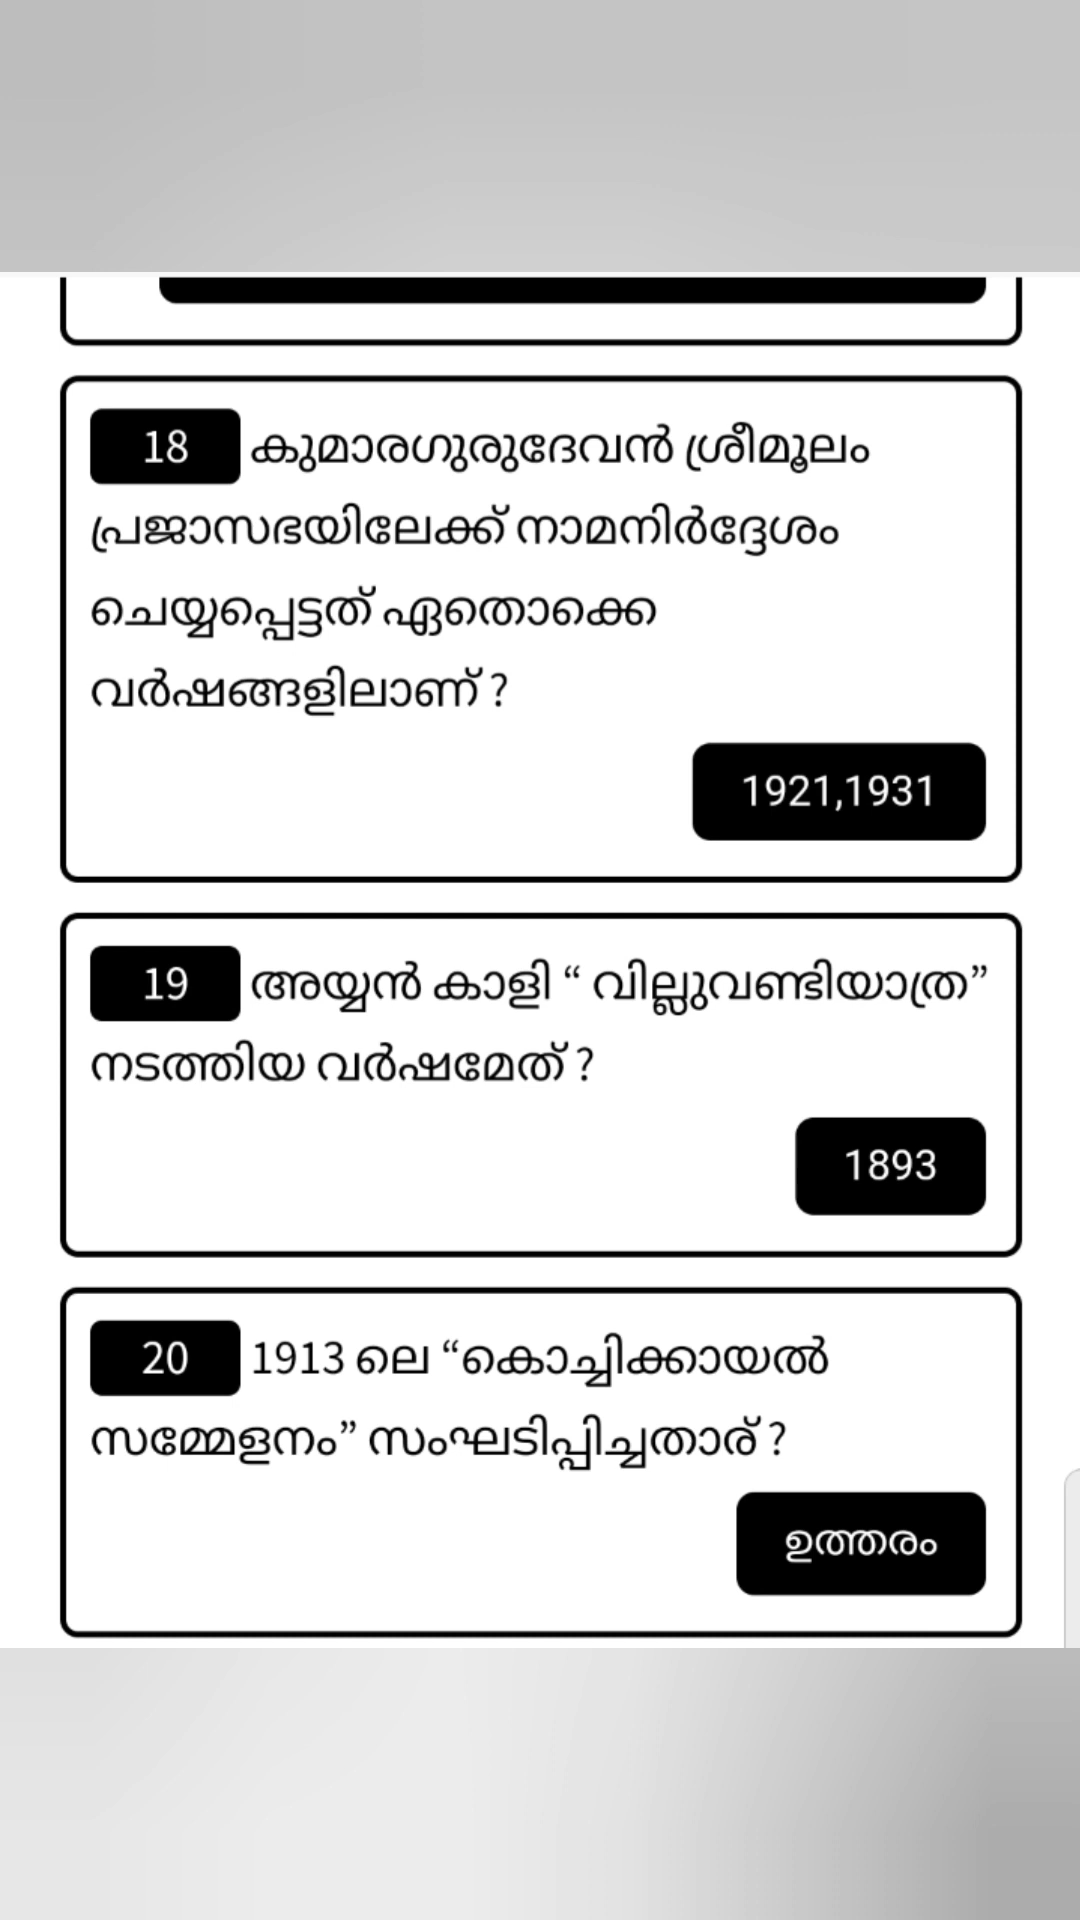 18 കുമാരഗുരുദേവൻ ശ്രീമൂലം
പ്രജാസഭയിലേക്ക് നാമനിർദ്ദേശം
ചെയ്യപ്പെട്ടത് ഏതൊക്കെ
വർഷങ്ങളിലാണ് ?
1921,1931
19 അയ്യൻ കാളി “ വില്ലുവണ്ടിയാത്ര”
നടത്തിയ വർഷമേത് ?
1893
20 1913 ലെ “കൊച്ചിക്കായൽ
സമ്മേളനം” സംഘടിപ്പിച്ചതാര് ?
ഉത്തരം